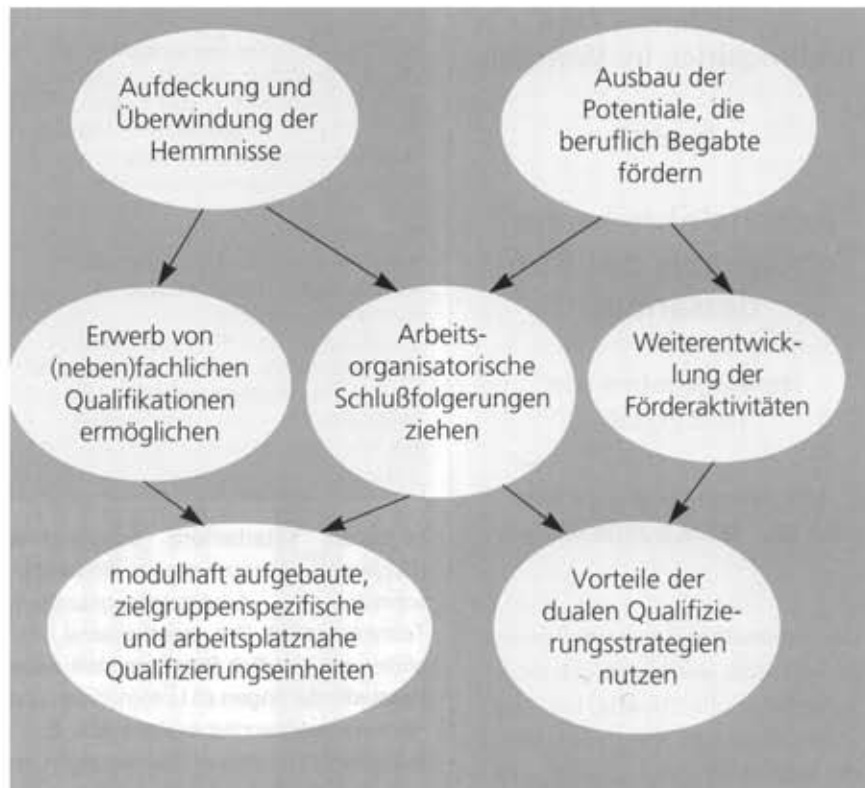 Aufdeckung und
Überwindung der
Hemmnisse
Ausbau der
Potentiale, die
beruflich Begabte
fördern
Erwerb von
(neben)fachlichen
Qualifikationen
ermöglichen
Arbeits-
organisatorische
Schlußfolgerungen
ziehen
Weiterentwick-
lung der
Förderaktivitäten
modulhaft aufgebaute,
zielgruppenspezifische
und arbeitsplatznahe
Qualifizierungseinheiten
Vorteile der
dualen Qualifizie-
rungsstrategien
nutzen